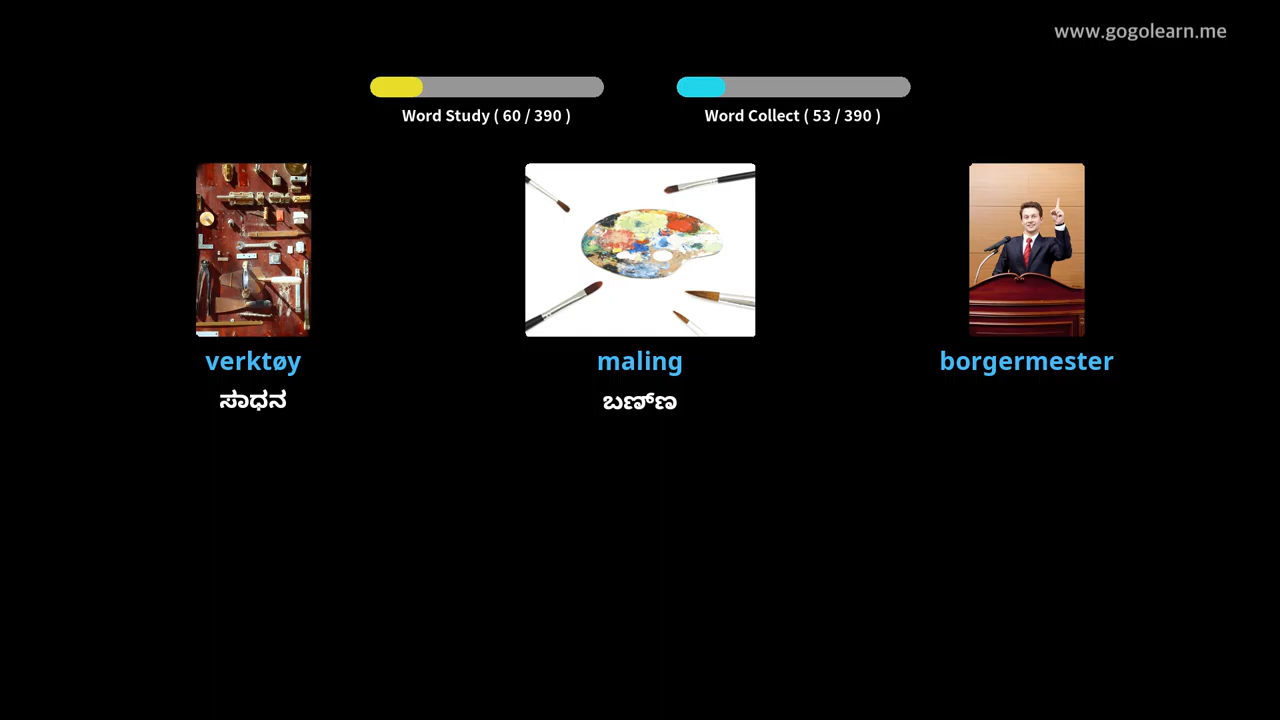 www.gogolearn.me
Word Study ( 60 / 390 )
Word Collect ( 53 / 390 )
verktøy
maling
borgermester
ಸಾಧನ
ಬಣ್ಣ